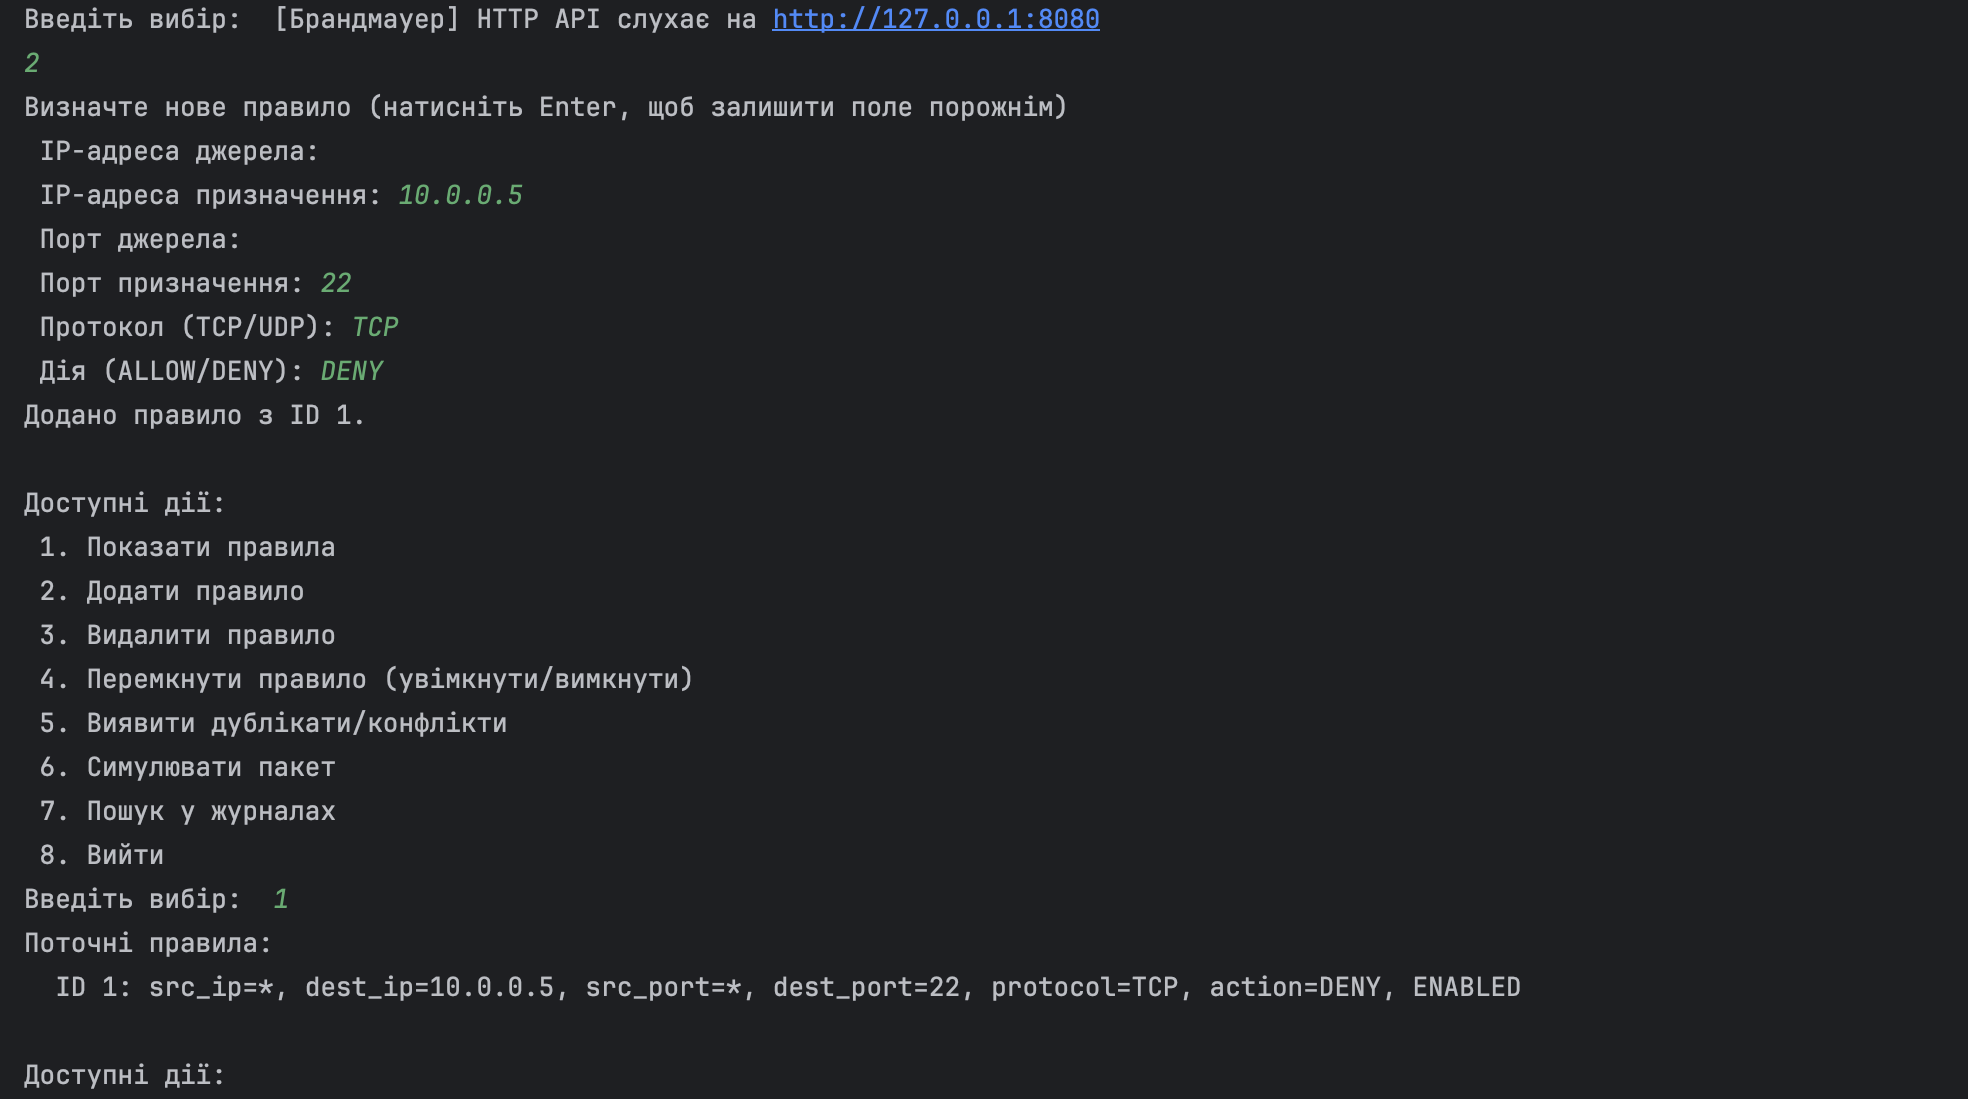 Введіть вибір:  [Брандмауер] HTTP API слухає на http://127.0.0.1:8080
2
Визначте нове правило (натисніть Enter, щоб залишити поле порожнім)
 IP-адреса джерела:
 IP-адреса призначення: 10.0.0.5
 Порт джерела:
 Порт призначення: 22
 Протокол (TCP/UDP): TCP
 Дія (ALLOW/DENY): DENY
Додано правило з ID 1.

Доступні дії:
 1. Показати правила
 2. Додати правило
 3. Видалити правило
 4. Перемкнути правило (увімкнути/вимкнути)
 5. Виявити дублікати/конфлікти
 6. Симулювати пакет
 7. Пошук у журналах
 8. Вийти
Введіть вибір:  1
Поточні правила:
  ID 1: src_ip=*, dest_ip=10.0.0.5, src_port=*, dest_port=22, protocol=TCP, action=DENY, ENABLED

Доступні дії: